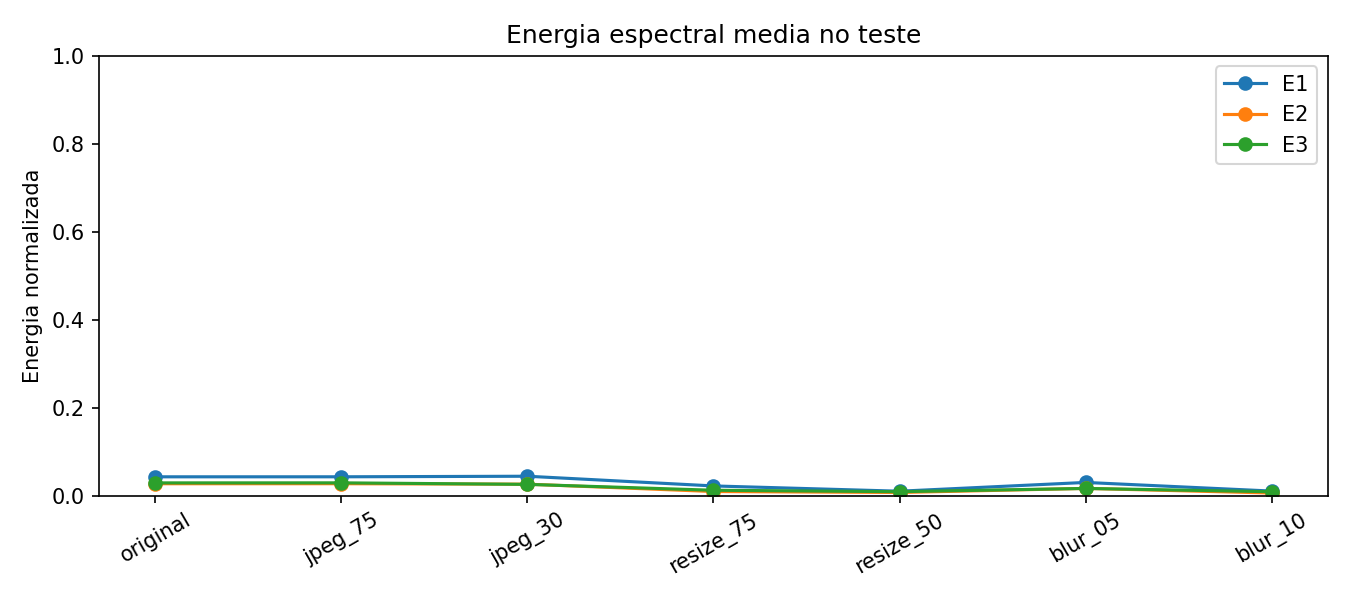 Energia espectral media no teste
Energia normalizada
1.0
0.8
0.6
0.4
0.2
0.0
E1
E2
E3
original
jpeg_75
jpeg_30
resize_75
resize_50
blur_05
blur_10